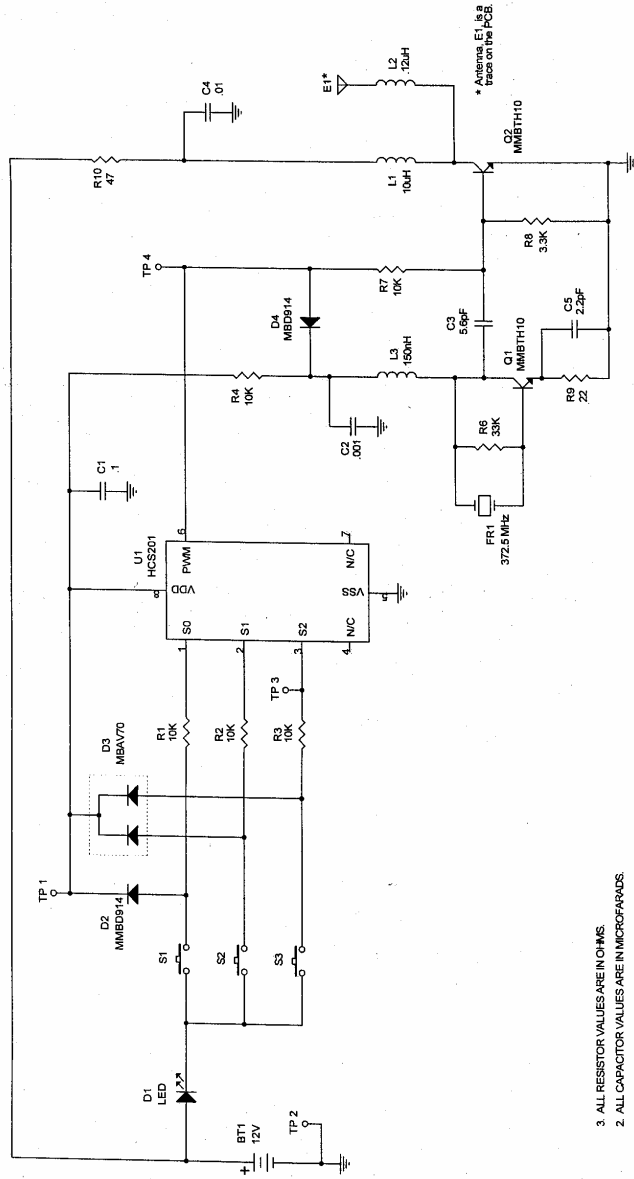 BT1
12V
+
TP 2
D1
LED
S1
S2
S3
TP 1
D2
MMBD914
D3
MBAV70
R1
10K
R2
10K
R3
10K
TP 3
1
2
3
4
S0
S1
S2
N/C
U1
HCS201
8
VDD
VSS
5
PWM
6
N/C
7
C1
.1
R4
10K
C2
.001
D4
MBD914
TP 4
L3
150nH
R7
10K
FR1
372.5 MHz
R6
33K
C3
5.6pF
Q1
MMBTH10
R9
22
C5
2.2pF
R8
3.3K
R10
47
C4
.01
L1
10uH
E1*
L2
.12uH
Q2
MMBTH10
* Antenna, E1, is a
trace on the PCB.
3. ALL RESISTOR VALUES ARE IN OHMS.
2. ALL CAPACITOR VALUES ARE IN MICROFARADS.